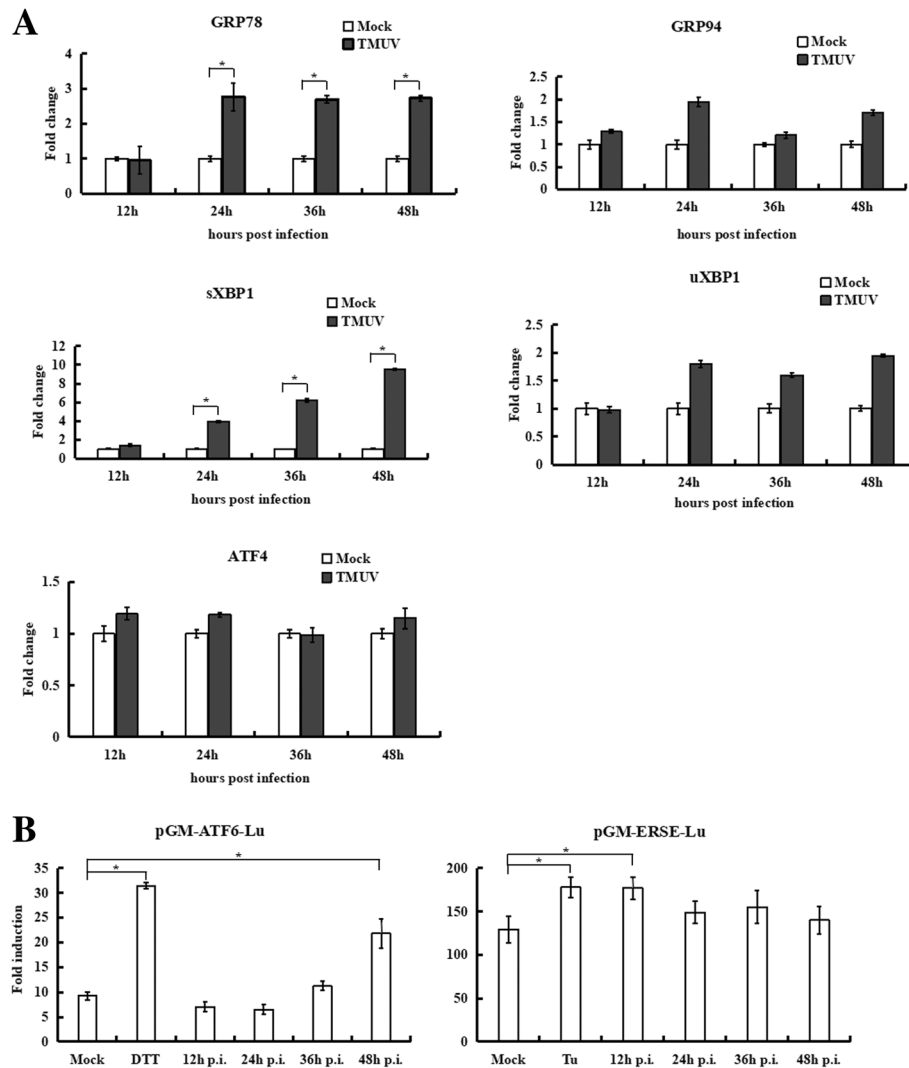 A
GRP78
Mock
TMUV
Fold change
4
3
2
1
0
*
*
*
12h 24h 36h 48h
hours post infection
GRP94
Mock
TMUV
Fold change
2.5
2
1.5
1
0.5
0
12h 24h 36h 48h
hours post infection
sXBP1
Mock
TMUV
Fold change
12
10
8
6
4
2
0
*
*
*
12h 24h 36h 48h
hours post infection
uXBP1
Mock
TMUV
Fold change
2.5
2
1.5
1
0.5
0
12h 24h 36h 48h
hours post infection
ATF4
Mock
TMUV
Fold change
1.5
1
0.5
0
12h 24h 36h 48h
hours post infection
B
pGM-ATF6-Lu
Fold induction
35
30
25
20
15
10
5
0
*
*
Mock DTT 12h p.i. 24h p.i. 36h p.i. 48h p.i.
pGM-ERSE-Lu
200
150
100
50
0
*
*
Mock Tu 12h p.i. 24h p.i. 36h p.i. 48h p.i.